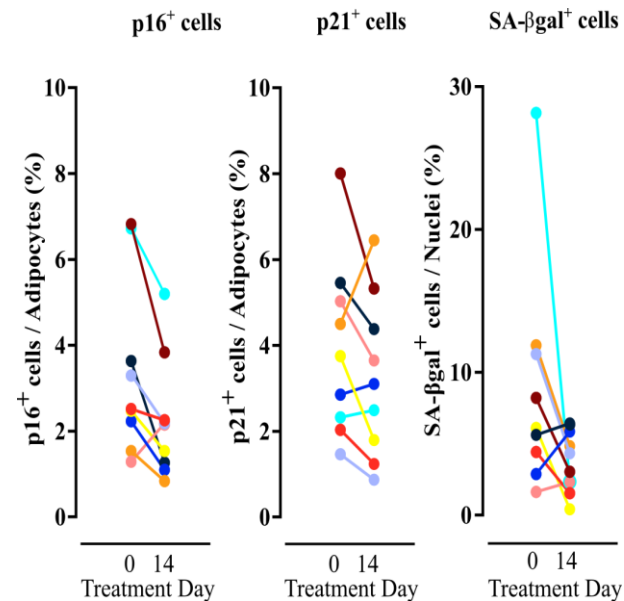 p16⁺ cells
p16⁺ cells / Adipocytes (%)
10
8
6
4
2
0
0 14
Treatment Day
p21⁺ cells
p21⁺ cells / Adipocytes (%)
10
8
6
4
2
0
0 14
Treatment Day
SA-βgal⁺ cells
SA-βgal⁺ cells / Nuclei (%)
30
20
10
0
0 14
Treatment Day